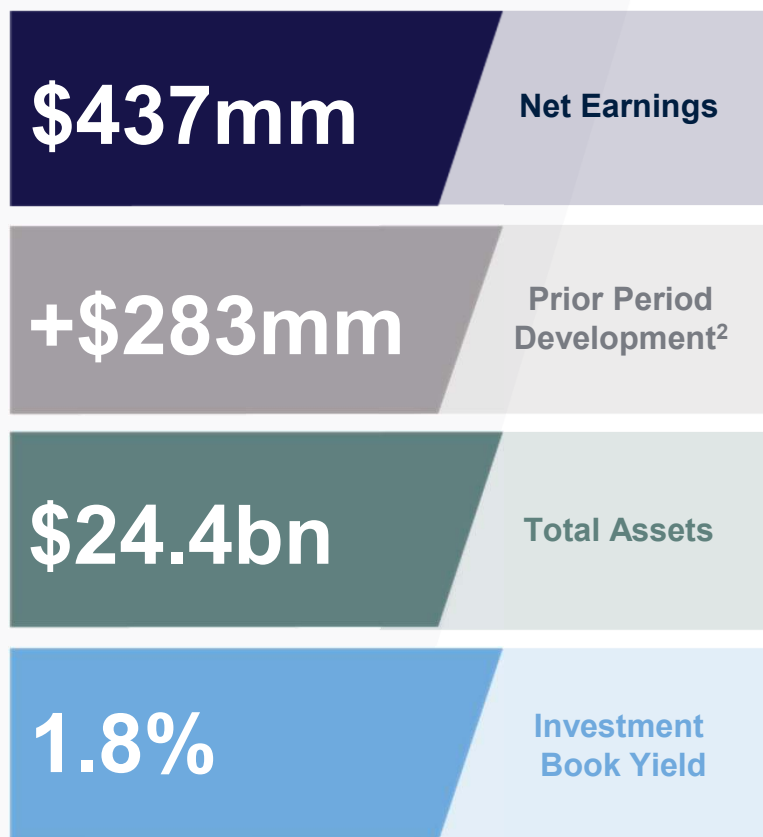 $437mm
Net Earnings
+$283mm
Prior Period
Development²
$24.4bn
Total Assets
1.8%
Investment
Book Yield